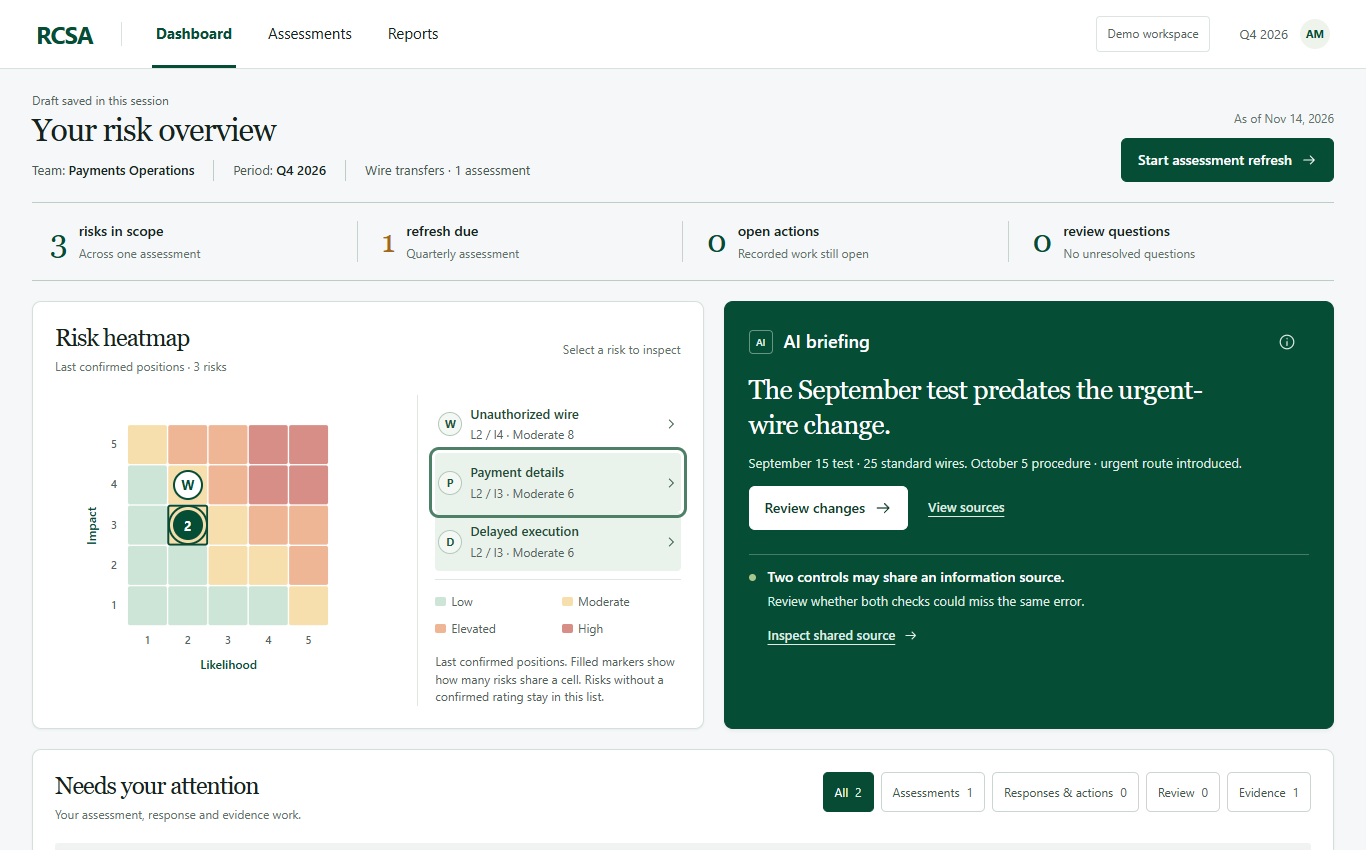 RCSA
Dashboard
Assessments
Reports
Demo workspace
Q4 2026
AM
Draft saved in this session
Your risk overview
Team: Payments Operations
Period: Q4 2026
Wire transfers · 1 assessment
As of Nov 14, 2026
Start assessment refresh →
3
risks in scope
Across one assessment
1
refresh due
Quarterly assessment
0
open actions
Recorded work still open
0
review questions
No unresolved questions
Risk heatmap
Last confirmed positions · 3 risks
Select a risk to inspect
Impact
5
4
3
2
1
W
2
1
2
3
4
5
Likelihood
W
Unauthorized wire
L2 / I4 · Moderate 8
P
Payment details
L2 / I3 · Moderate 6
D
Delayed execution
L2 / I3 · Moderate 6
Low
Moderate
Elevated
High
Last confirmed positions. Filled markers show
how many risks share a cell. Risks without a
confirmed rating stay in this list.
AI
AI briefing
The September test predates the urgent-
wire change.
September 15 test · 25 standard wires. October 5 procedure · urgent route introduced.
Review changes →
View sources
Two controls may share an information source.
Review whether both checks could miss the same error.
Inspect shared source →
Needs your attention
Your assessment, response and evidence work.
All 2
Assessments 1
Responses & actions 0
Review 0
Evidence 1